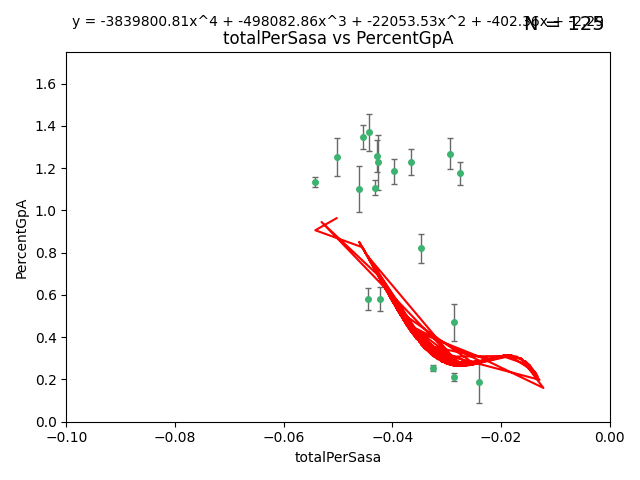 y = -3839800.81x^4 + -498082.86x^3 + -22053.53x^2 + -402.36x + -2.29
N = 125
totalPerSasa vs PercentGpA
1.6
1.4
1.2
1.0
0.8
0.6
0.4
0.2
0.0
PercentGpA
−0.10 −0.08 −0.06 −0.04 −0.02 0.00
totalPerSasa